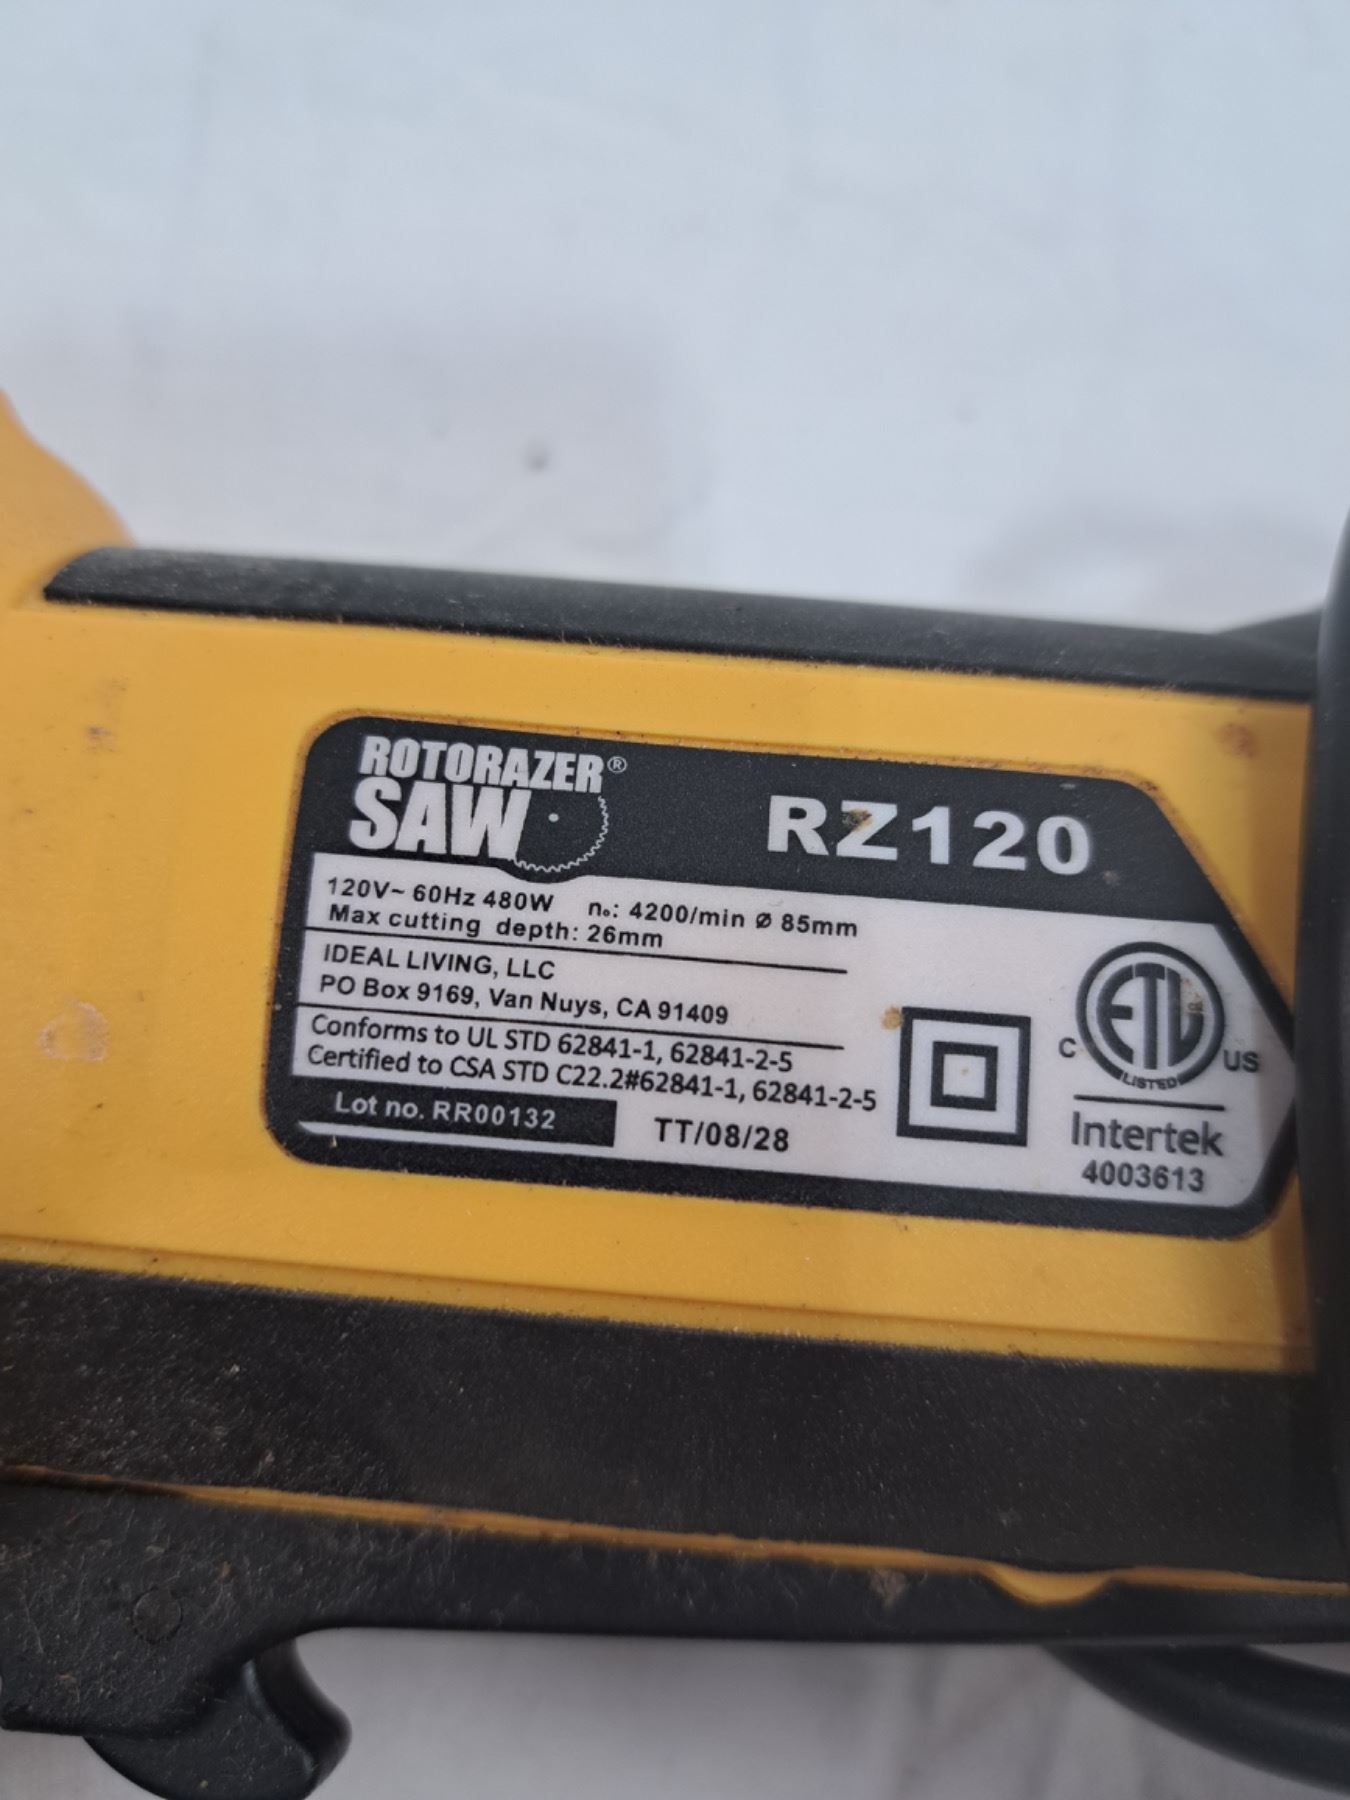 ROTORAZER®
SAW
RZ120
120V~ 60Hz 480W n₀: 4200/min ø 85mm
Max cutting depth: 26mm
IDEAL LIVING, LLC
PO Box 9169, Van Nuys, CA 91409
Conforms to UL STD 62841-1, 62841-2-5
Certified to CSA STD C22.2#62841-1, 62841-2-5
Lot no. RR00132
TT/08/28
ETL
LISTED
C US
Intertek
4003613